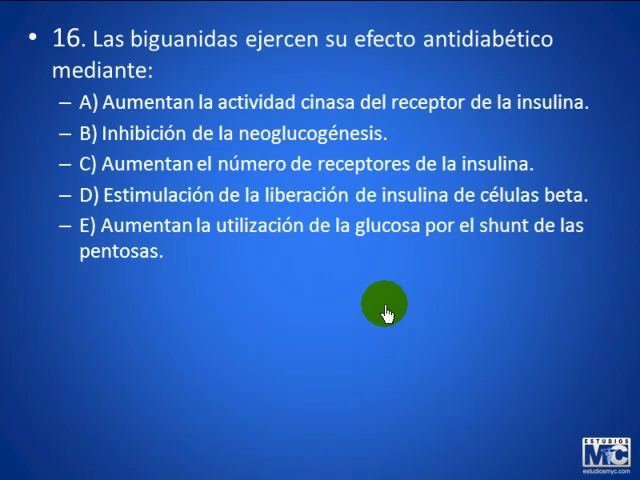 • 16. Las biguanidas ejercen su efecto antidiabético
mediante:
– A) Aumentan la actividad cinasa del receptor de la insulina.
– B) Inhibición de la neoglucogénesis.
– C) Aumentan el número de receptores de la insulina.
– D) Estimulación de la liberación de insulina de células beta.
– E) Aumentan la utilización de la glucosa por el shunt de las
pentosas.
ESTUDIOS
MYC
estudiosmyc.com